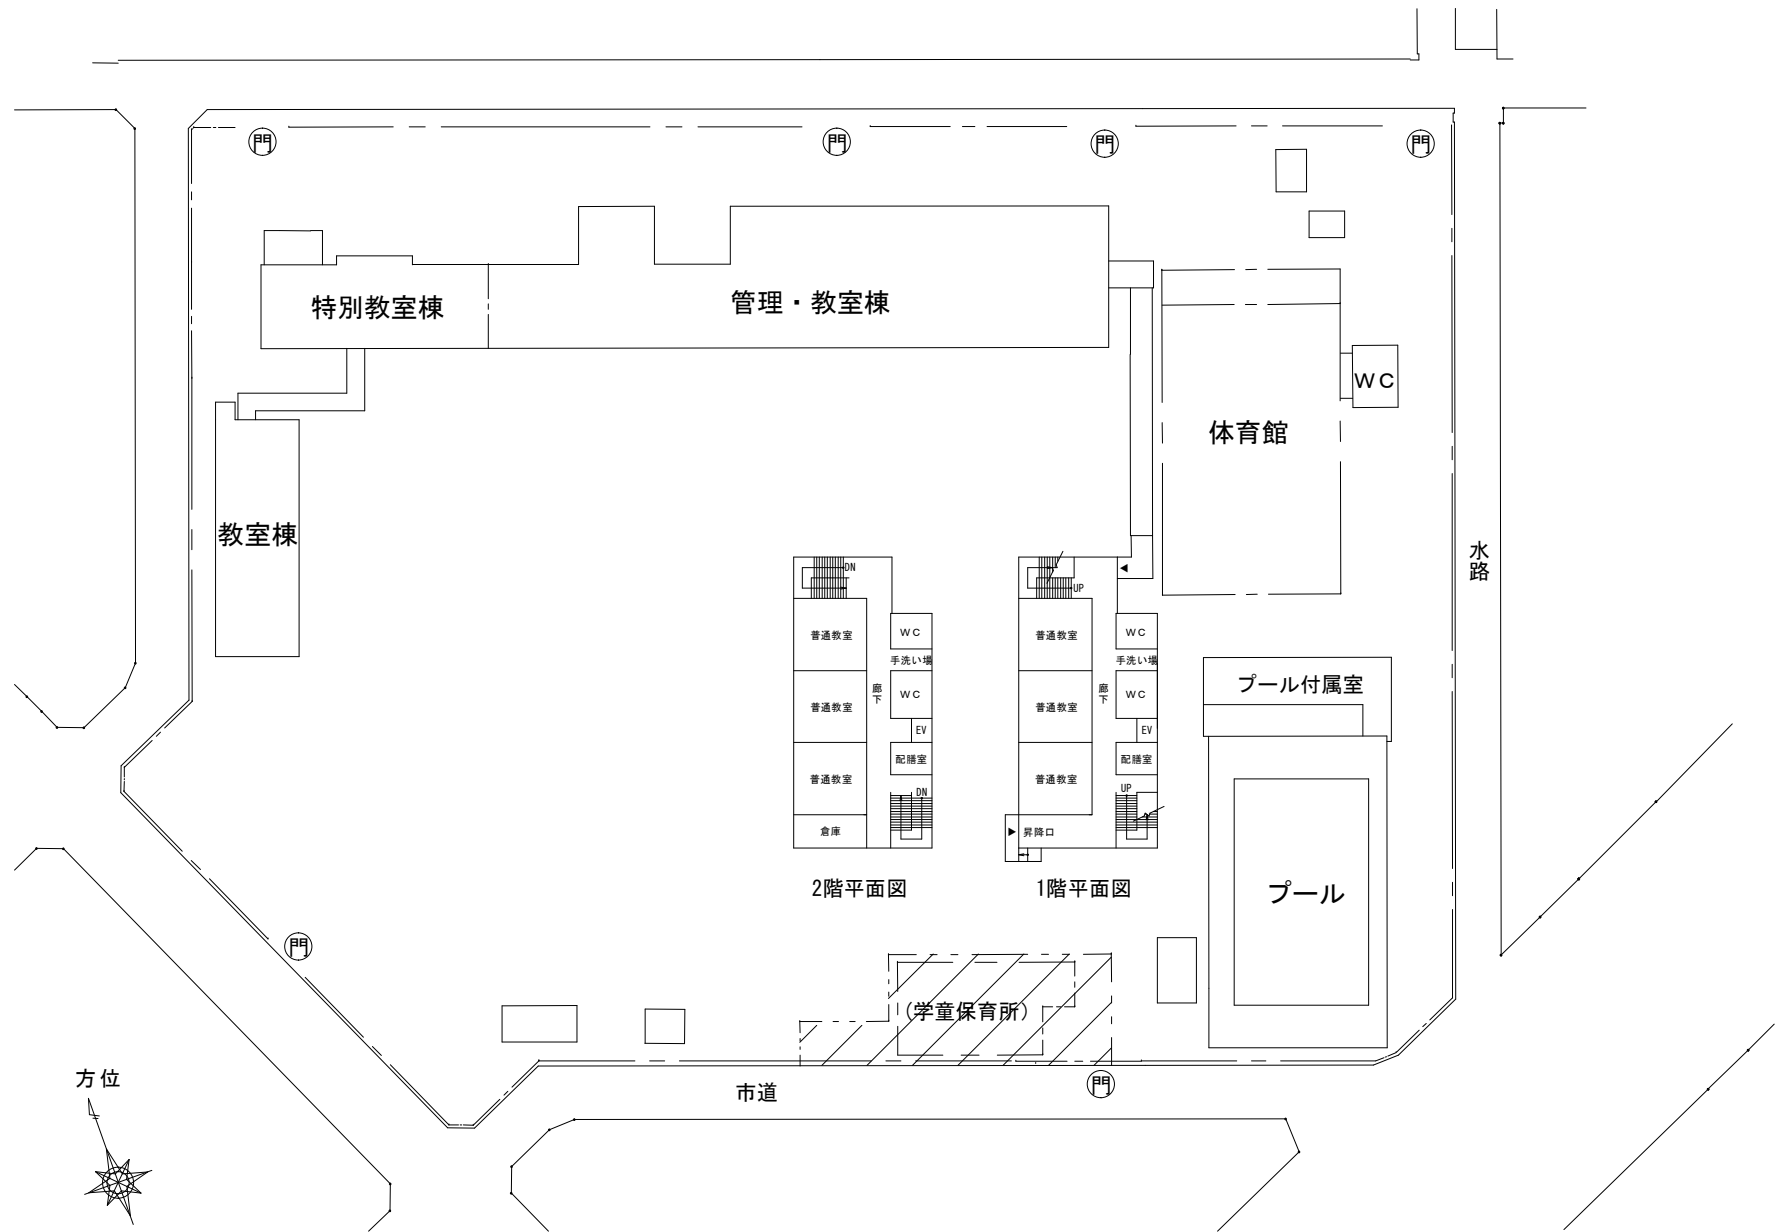 門
門
門
門
特別教室棟
管理・教室棟
WC
体育館
教室棟
水路
DN
普通教室
WC
手洗い場
普通教室
廊下
WC
EV
普通教室
配膳室
DN
倉庫
2階平面図
UP
普通教室
WC
手洗い場
普通教室
廊下
WC
EV
普通教室
配膳室
UP
昇降口
1階平面図
プール付属室
プール
門
(学童保育所)
門
市道
方位